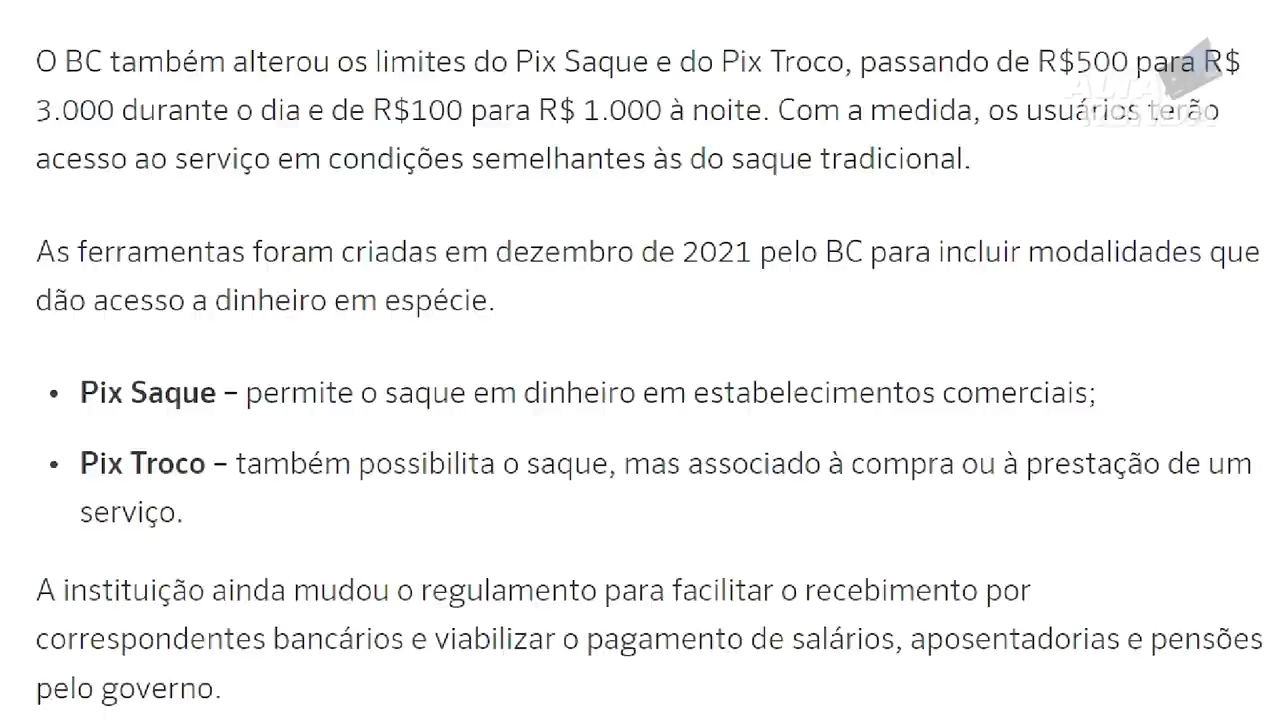 O BC também alterou os limites do Pix Saque e do Pix Troco, passando de R$500 para R$
3.000 durante o dia e de R$100 para R$ 1.000 à noite. Com a medida, os usuários terão
acesso ao serviço em condições semelhantes às do saque tradicional.
As ferramentas foram criadas em dezembro de 2021 pelo BC para incluir modalidades que
dão acesso a dinheiro em espécie.
• Pix Saque – permite o saque em dinheiro em estabelecimentos comerciais;
• Pix Troco – também possibilita o saque, mas associado à compra ou à prestação de um
serviço.
A instituição ainda mudou o regulamento para facilitar o recebimento por
correspondentes bancários e viabilizar o pagamento de salários, aposentadorias e pensões
pelo governo.
ALTA
RENDA